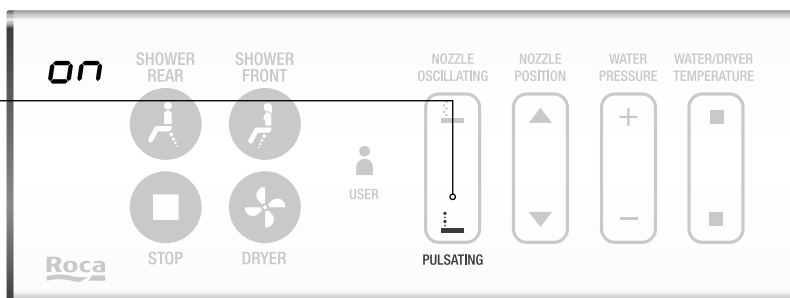 on
SHOWER
REAR
SHOWER
FRONT
NOZZLE
OSCILLATING
NOZZLE
POSITION
WATER
PRESSURE
WATER/DRYER
TEMPERATURE
USER
STOP
DRYER
PULSATING
Roca